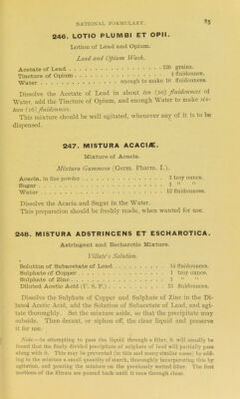 NATIONAL FORMULARY. 85
246. LOTIO PLUMBI ET OPII.
Lotion of Lead and Opium.
Lead and Opium Wash.
Acetate of Lead . . . . . . . . . . . . 120 grains.
Tincture of Opium . . . . . . . . . . . . ½ fluidounce.
Water . . . . . . . . . . . . enough to make 16 fluidounces.
Dissolve the Acetate of Lead in about ten (10) fluidounces of
Water, add the Tincture of Opium, and enough Water to make six-
teen (16) fluidounces.
This mixture should be well agitated, whenever any of it is to be
dispensed.
247. MISTURA ACACIÆ.
Mixture of Acacia.
Mixtura Gummosa (Germ. Pharm. I.).
Acacia, in fine powder . . . . . . . . . . . . 1 troy ounce.
Sugar . . . . . . . . . . . . 1 " "
Water . . . . . . . . . . . . 12 fluidounces.
Dissolve the Acacia and Sugar in the Water.
This preparation should be freshly made, when wanted for use.
248. MISTURA ADSTRINGENS ET ESCHAROTICA.
Astringent and Escharotic Mixture.
Villate's Solution.
Solution of Subacetate of Lead . . . . . . . . . . fluidounces.
Sulphate of Copper . . . . . . . . . . 1 troy ounce.
Sulphate of Zinc . . . . . . . . . . 1 " "
Diluted Acetic Acid (U. S. P.) . . . . . . . . . . fluidounces.
Dissolve the Sulphate of Copper and Sulphate of Zinc in the Di-
luted Acetic Acid, add the Solution of Subacetate of Lead, and agi-
tate thoroughly. Set the mixture aside, so that the precipitate may
subside. Then decant, or siphon off, the clear liquid and preserve
it for use.
Note.—In attempting to pass the liquid through a filter, it will usually be
found that the finely divided precipitate of sulphate of lead will partially pass
along with it. This may be prevented (in this and many similar cases) by add-
ing to the mixture a small quantity of starch, thoroughly incorporating this by
agitation, and pouring the mixture on the previously wetted filter. The first
portions of the filtrate are poured back until it runs through clear.